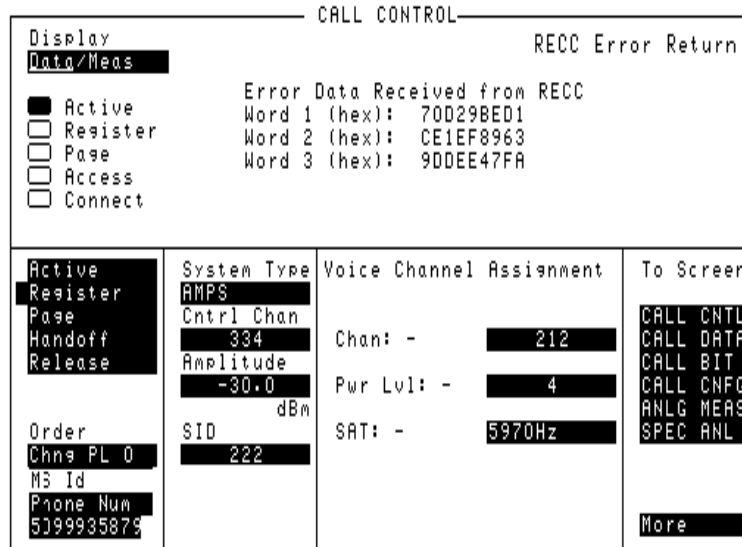 CALL CONTROL
Display
Data/Meas
RECC Error Return
Error Data Received from RECC
Word 1 (hex): 70D29BED1
Word 2 (hex): CE1EF8963
Word 3 (hex): 9DDEE47FA
Active
Register
Page
Access
Connect
Active
Register
Page
Handoff
Release
Order
Chng PL 0
MS Id
Phone Num
5099935879
System Type
AMPS
Cntrl Chan
334
Amplitude
-30.0
dBm
SID
222
Voice Channel Assignment
Chan: - 212
Pwr Lvl: - 4
SAT: - 5970Hz
To Screen
CALL CNTL
CALL DATA
CALL BIT
CALL CNFG
ANLG MEAS
SPEC ANL
More